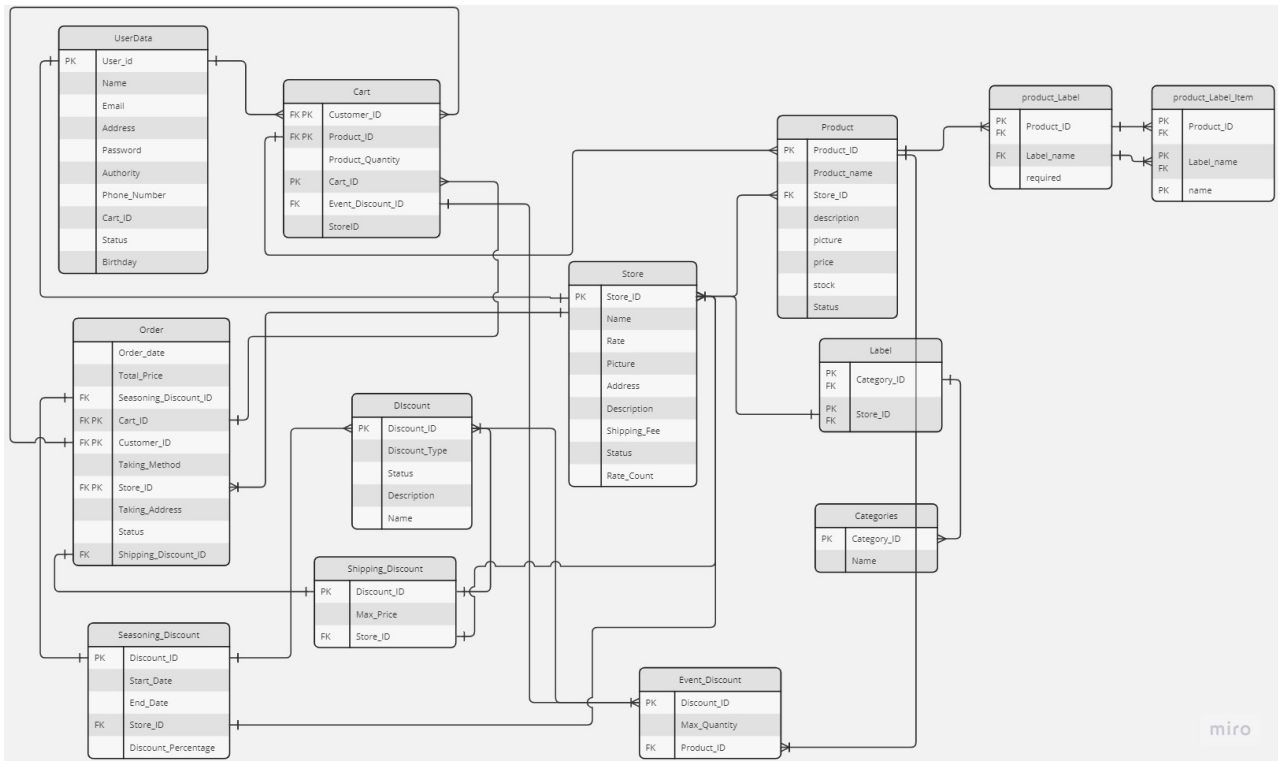 UserData
PK User_id
Name
Email
Address
Password
Authority
Phone_Number
Cart_ID
Status
Birthday
Cart
FK PK Customer_ID
FK PK Product_ID
Product_Quantity
PK Cart_ID
FK Event_Discount_ID
StoreID
Product
PK Product_ID
Product_name
FK Store_ID
description
picture
price
stock
Status
product_Label
PK FK Product_ID
FK Label_name
required
product_Label_Item
PK FK Product_ID
PK FK Label_name
PK name
Store
PK Store_ID
Name
Rate
Picture
Address
Description
Shipping_Fee
Status
Rate_Count
Order
Order_date
Total_Price
FK Seasoning_Discount_ID
FK PK Cart_ID
FK PK Customer_ID
Taking_Method
FK PK Store_ID
Taking_Address
Status
FK Shipping_Discount_ID
DIscount
PK Discount_ID
Discount_Type
Status
Description
Name
Label
PK FK Category_ID
PK FK Store_ID
Categories
PK Category_ID
Name
Shipping_Discount
PK Discount_ID
Max_Price
FK Store_ID
Seasoning_Discount
PK Discount_ID
Start_Date
End_Date
FK Store_ID
Discount_Percentage
Event_Discount
PK Discount_ID
Max_Quantity
FK Product_ID
miro